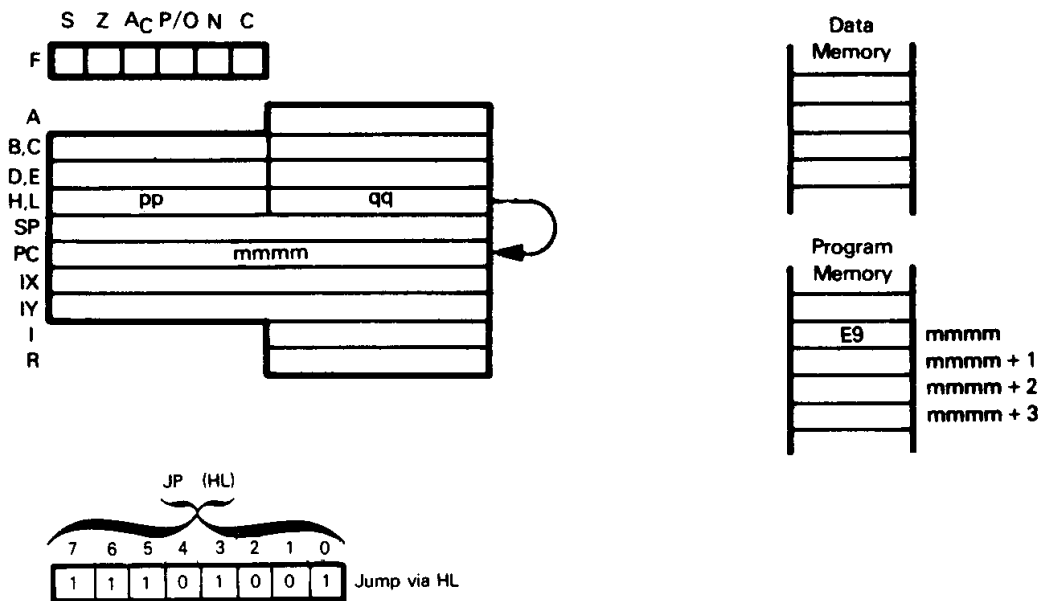 S Z AC P/O N C
F
A
B,C
D,E
H,L pp qq
SP
PC mmmm
IX
IY
I
R
Data
Memory
Program
Memory
E9 mmmm
mmmm + 1
mmmm + 2
mmmm + 3
JP (HL)
7 6 5 4 3 2 1 0
1 1 1 0 1 0 0 1 Jump via HL